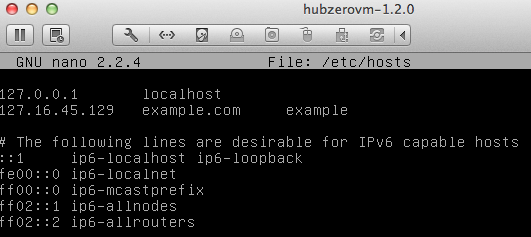 hubzerovm-1.2.0
GNU nano 2.2.4 File: /etc/hosts
127.0.0.1 localhost
127.16.45.129 example.com example
# The following lines are desirable for IPv6 capable hosts
::1 ip6-localhost ip6-loopback
fe00::0 ip6-localnet
ff00::0 ip6-mcastprefix
ff02::1 ip6-allnodes
ff02::2 ip6-allrouters